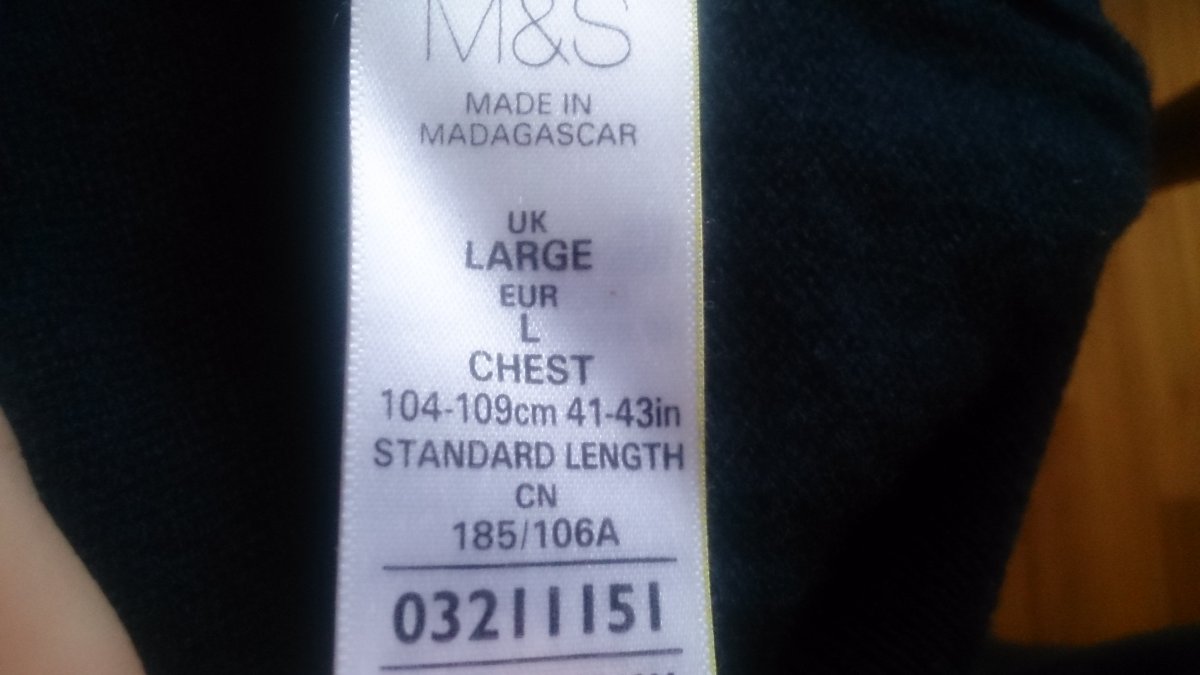 M&S
MADE IN
MADAGASCAR
UK
LARGE
EUR
L
CHEST
104-109cm 41-43in
STANDARD LENGTH
CN
185/106A
03211151